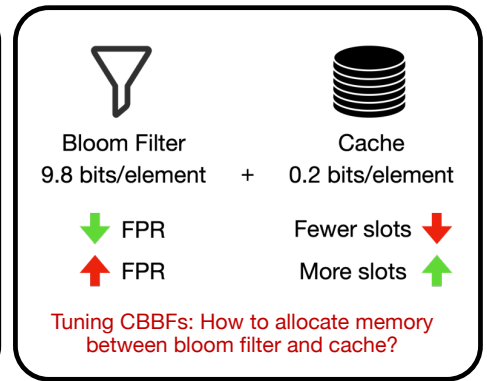 Bloom Filter
9.8 bits/element
+
Cache
0.2 bits/element
FPR
Fewer slots
FPR
More slots
Tuning CBBFs: How to allocate memory
between bloom filter and cache?